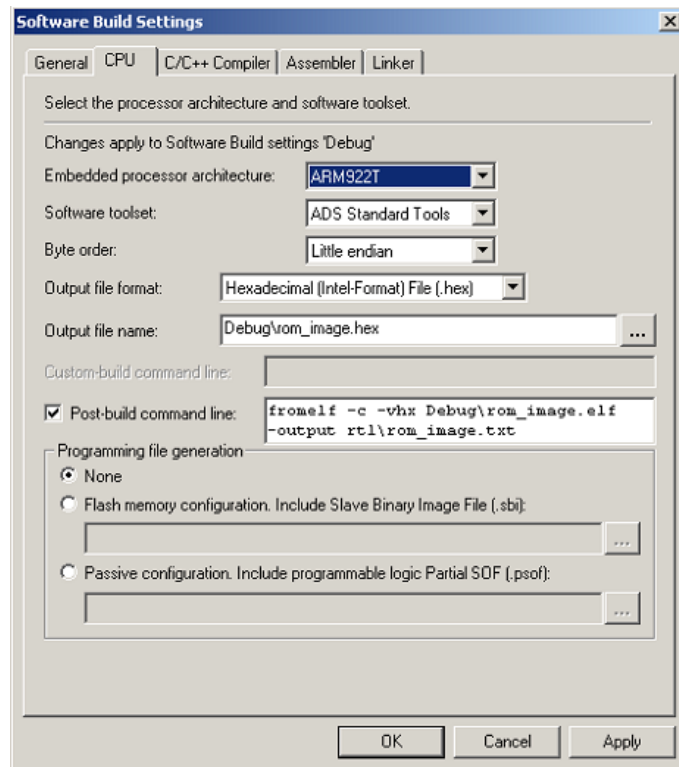 Software Build Settings
General CPU C/C++ Compiler Assembler Linker
Select the processor architecture and software toolset.
Changes apply to Software Build settings 'Debug'
Embedded processor architecture: ARM922T
Software toolset: ADS Standard Tools
Byte order: Little endian
Output file format: Hexadecimal (Intel-Format) File (.hex)
Output file name: Debug\rom_image.hex ...
Custom-build command line:
Post-build command line: fromelf -c -vhx Debug\rom_image.elf
-output rtl\rom_image.txt
Programming file generation
None
Flash memory configuration. Include Slave Binary Image File (.sbi):
...
Passive configuration. Include programmable logic Partial SOF (.psof):
...
OK Cancel Apply